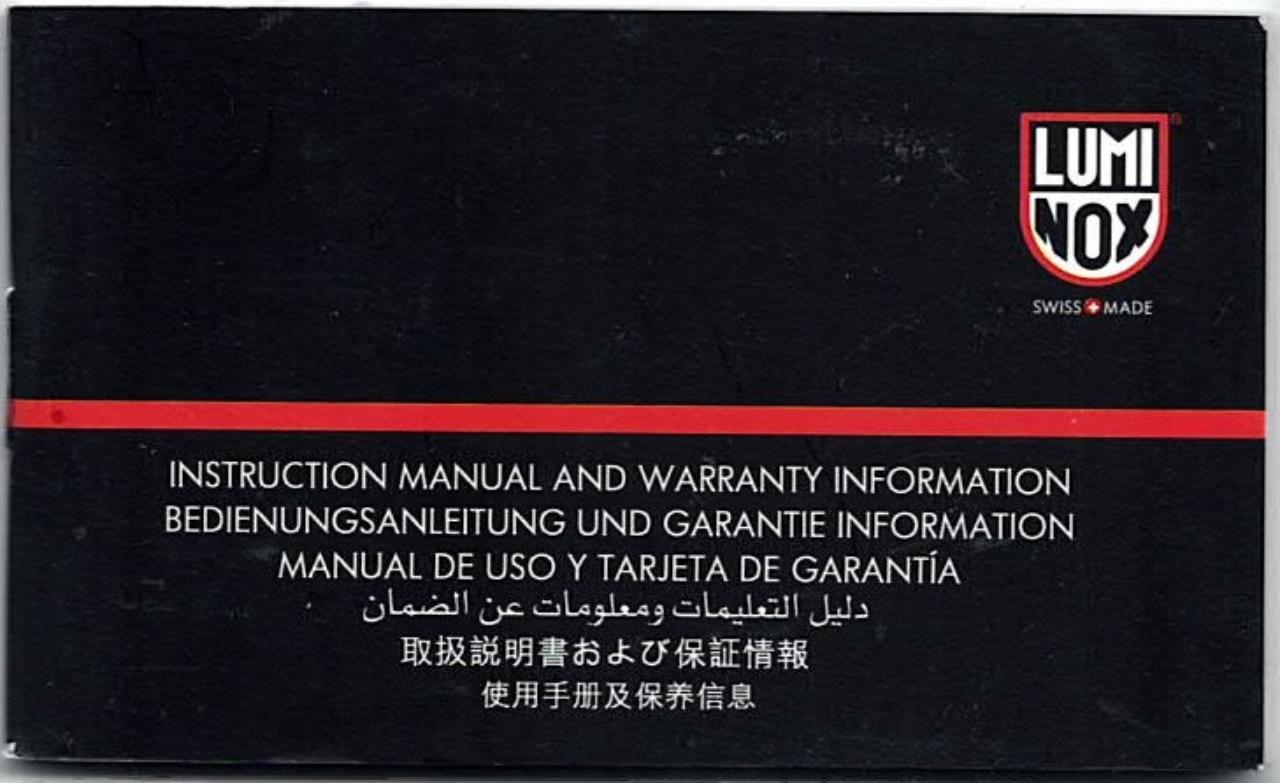 LUMI
NOX
®
SWISS MADE
INSTRUCTION MANUAL AND WARRANTY INFORMATION
BEDIENUNGSANLEITUNG UND GARANTIE INFORMATION
MANUAL DE USO Y TARJETA DE GARANTÍA
دليل التعليمات ومعلومات عن الضمان
取扱説明書および保証情報
使用手册及保养信息